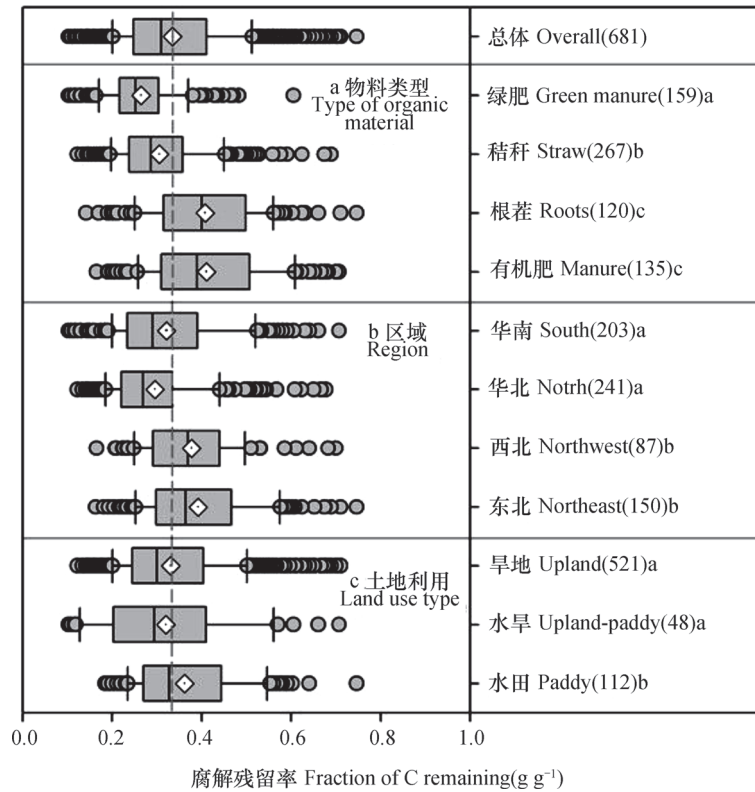 总体 Overall(681)
a 物料类型
Type of organic
material
绿肥 Green manure(159)a
秸秆 Straw(267)b
根茬 Roots(120)c
有机肥 Manure(135)c
b 区域
Region
华南 South(203)a
华北 Notrh(241)a
西北 Northwest(87)b
东北 Northeast(150)b
c 土地利用
Land use type
旱地 Upland(521)a
水旱 Upland-paddy(48)a
水田 Paddy(112)b
0.0 0.2 0.4 0.6 0.8 1.0
腐解残留率 Fraction of C remaining(g g⁻¹)